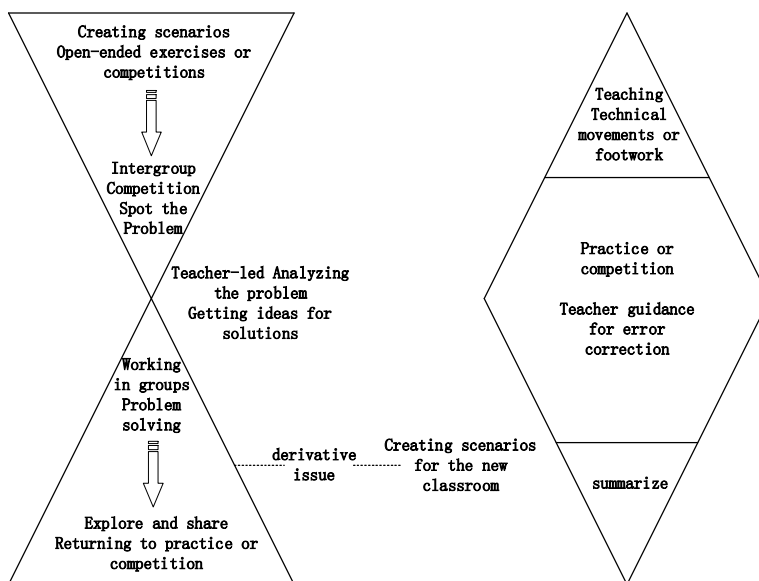 Creating scenarios
Open-ended exercises or
competitions
Intergroup
Competition
Spot the
Problem
Teacher-led Analyzing
the problem
Getting ideas for
solutions
Working
in groups
Problem
solving
Explore and share
Returning to practice or
competition
derivative
issue
Creating scenarios
for the new
classroom
Teaching
Technical
movements or
footwork
Practice or
competition
Teacher guidance
for error
correction
summarize